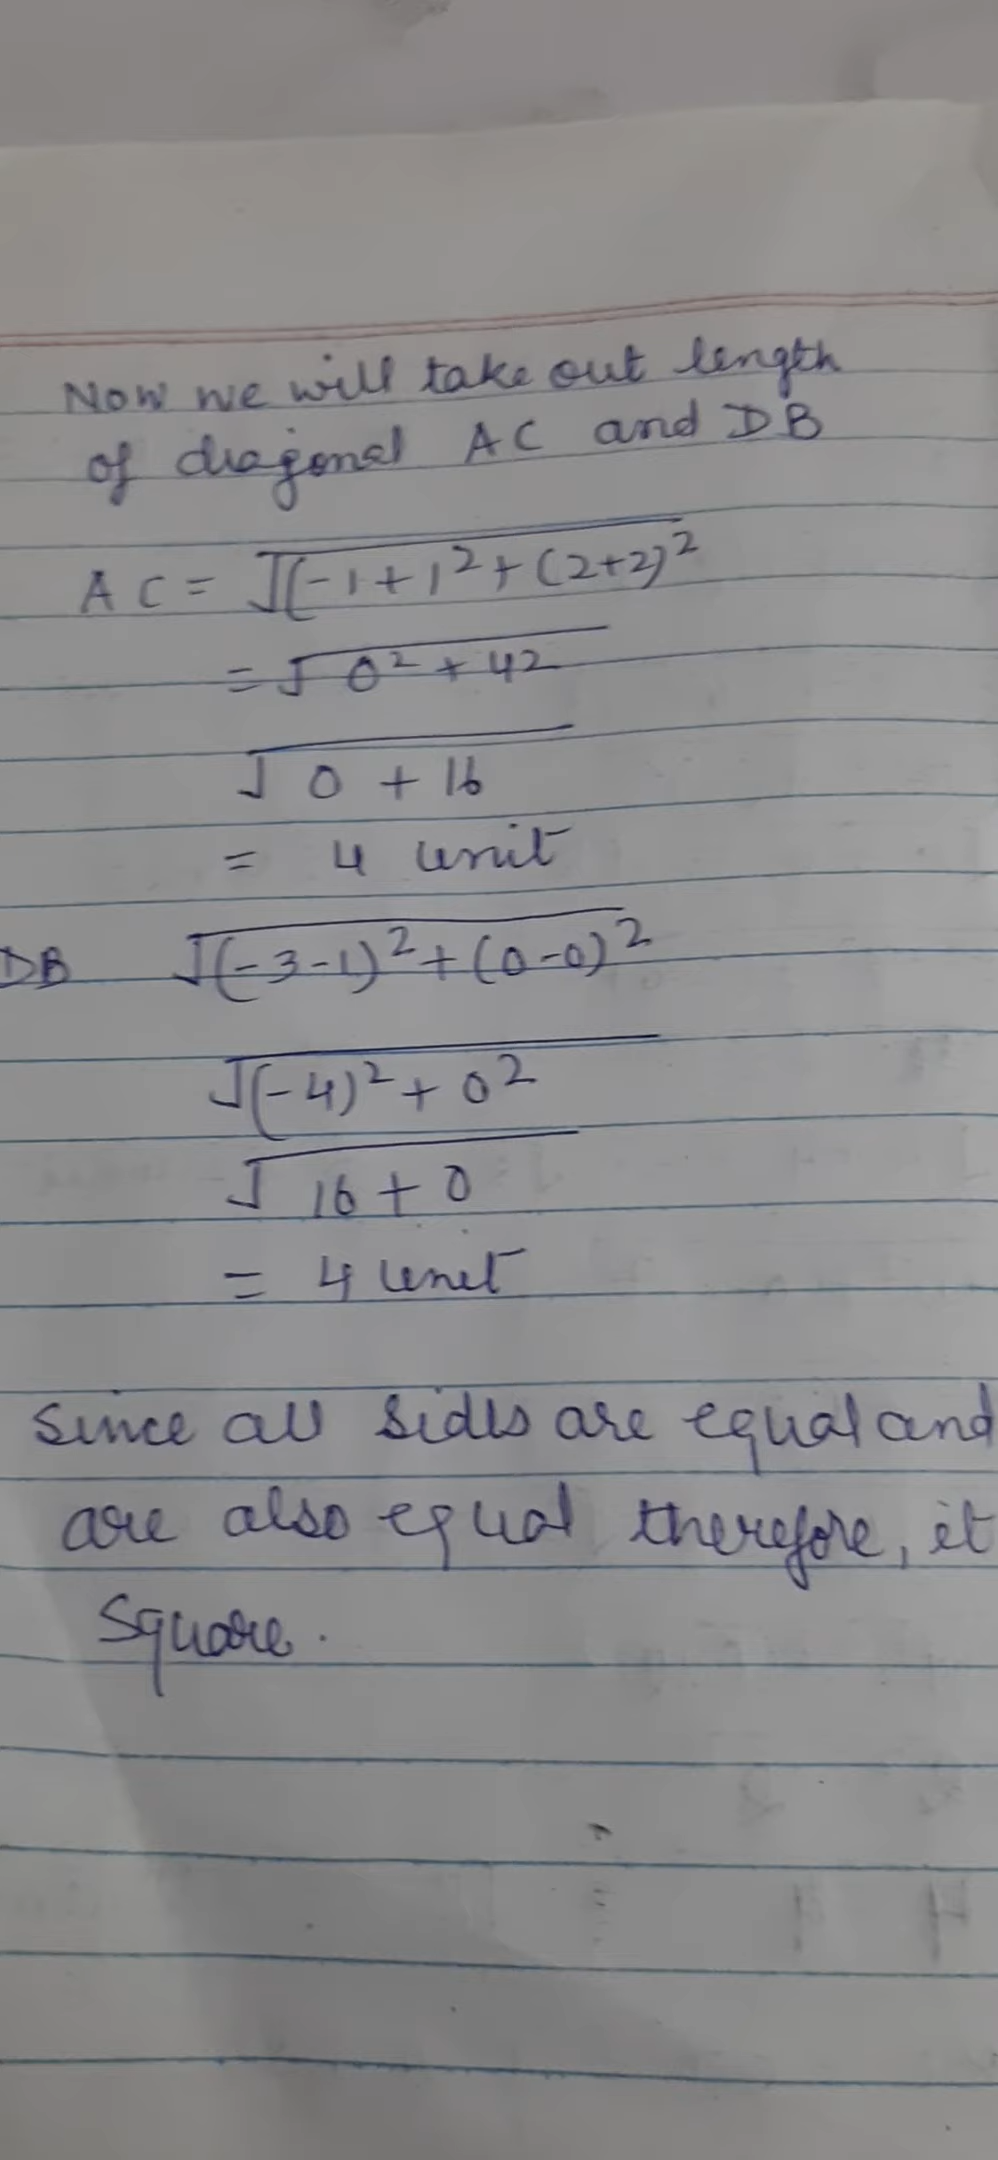 Now we will take out length
of diagonal AC and DB
AC = √(-1+1²+(2+2)²
= √0²+42
√0+16
= 4 unit
DB √(-3-1)²+(0-0)²
√(-4)²+0²
√16+0
= 4 unit
Since all sides are equal and
are also equal therefore, it
Square.